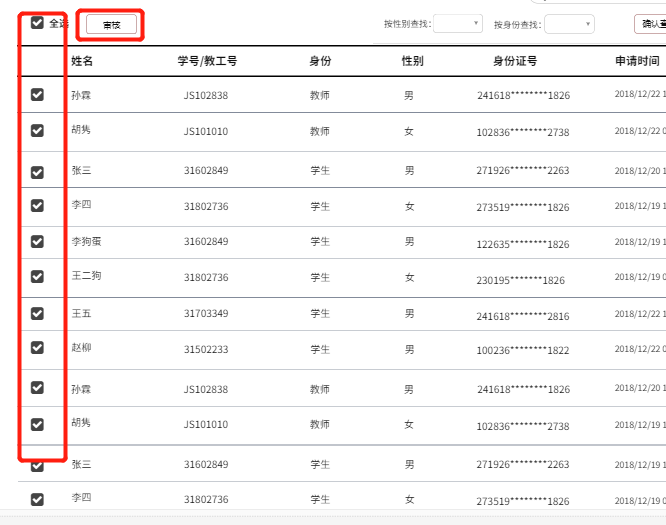 全选 审核 按性别查找: 按身份查找: 确认查
姓名 学号/教工号 身份 性别 身份证号 申请时间
孙霖 JS102838 教师 男 241618********1826 2018/12/22 1
胡隽 JS101010 教师 女 102836********2738 2018/12/22 0
张三 31602849 学生 男 271926********2263 2018/12/20 1
李四 31802736 学生 女 273519********1826 2018/12/19 1
李狗蛋 31602849 学生 男 122635********1826 2018/12/19 1
王二狗 31802736 学生 女 230195*******1826 2018/12/19 0
王五 31703349 学生 男 241618********2816 2018/12/22 1
赵柳 31502233 学生 男 100236********1822 2018/12/22 0
孙霖 JS102838 教师 男 241618********1826 2018/12/20 1
胡隽 JS101010 教师 女 102836********2738 2018/12/19 1
张三 31602849 学生 男 271926********2263 2018/12/19 1
李四 31802736 学生 女 273519********1826 2018/12/19 0